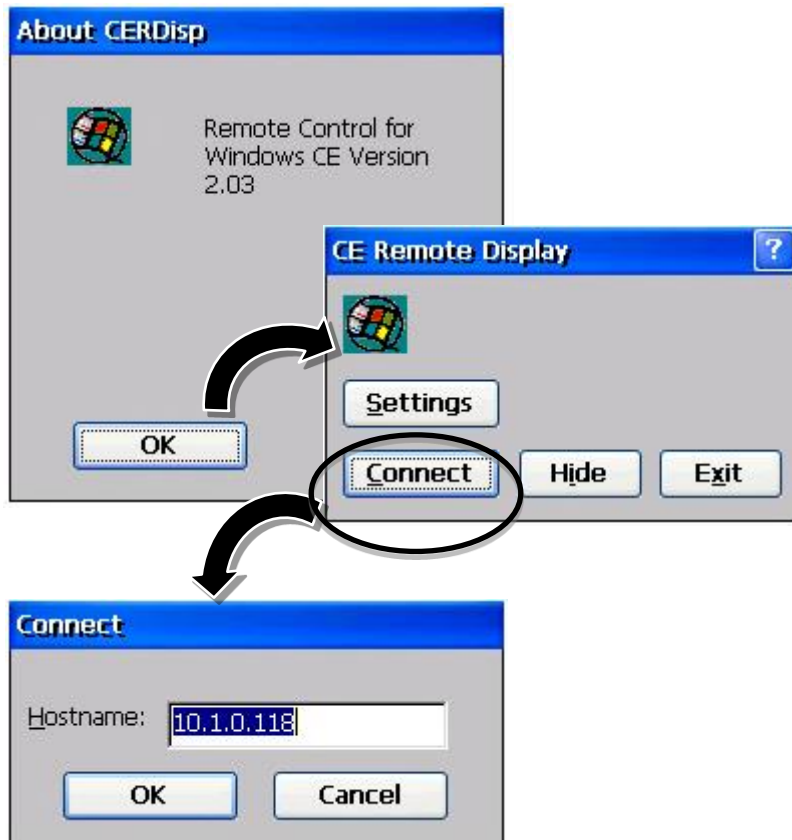 About CERDisp
Remote Control for
Windows CE Version
2.03
OK
CE Remote Display
?
Settings
Connect Hide Exit
Connect
Hostname: 10.1.0.118
OK Cancel